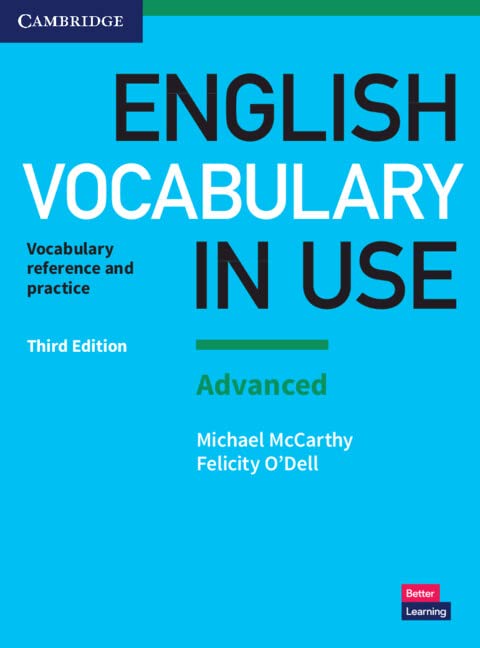 CAMBRIDGE
ENGLISH
VOCABULARY
IN USE
Vocabulary
reference and
practice
Third Edition
Advanced
Michael McCarthy
Felicity O'Dell
Better
Learning